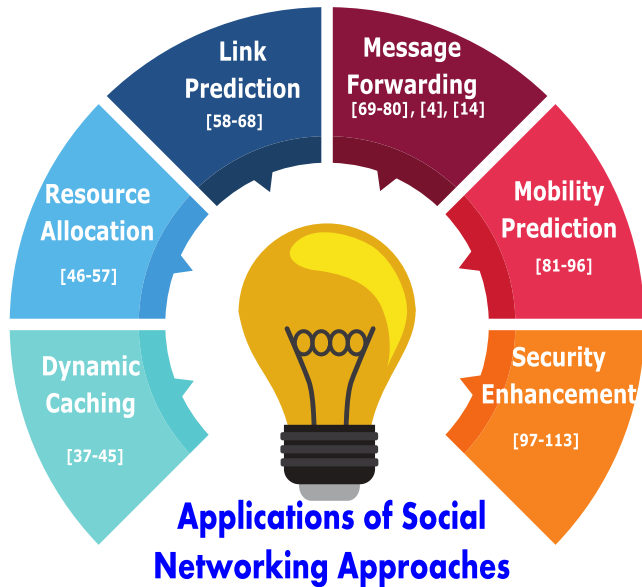 Link
Prediction
[58-68]
Message
Forwarding
[69-80], [4], [14]
Resource
Allocation
[46-57]
Mobility
Prediction
[81-96]
Dynamic
Caching
[37-45]
Security
Enhancement
[97-113]
Applications of Social
Networking Approaches